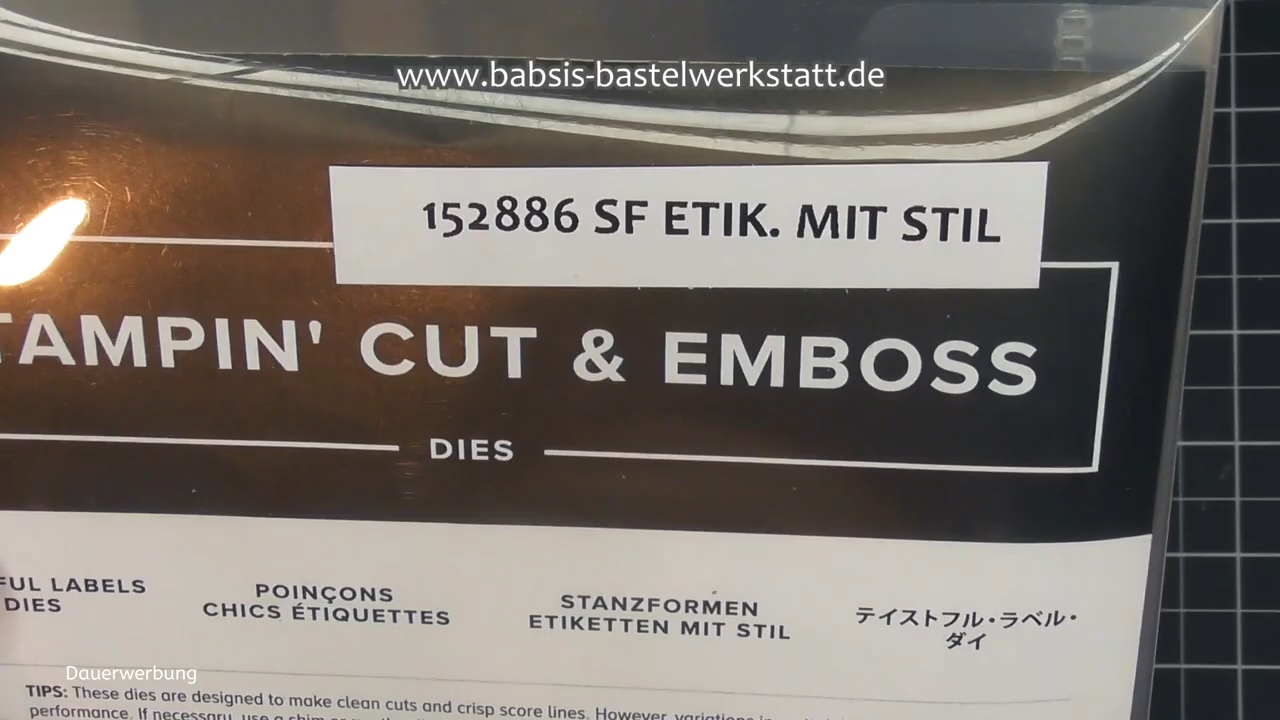 www.babsis-bastelwerkstatt.de
152886 SF ETIK. MIT STIL
TAMPIN' CUT & EMBOSS
DIES
FUL LABELS
DIES
POINÇONS
CHICS ÉTIQUETTES
STANZFORMEN
ETIKETTEN MIT STIL
テイストフル・ラベル・
ダイ
Dauerwerbung
TIPS: These dies are designed to make clean cuts and crisp score lines. However, variations in
performance. If necessary, use a shim